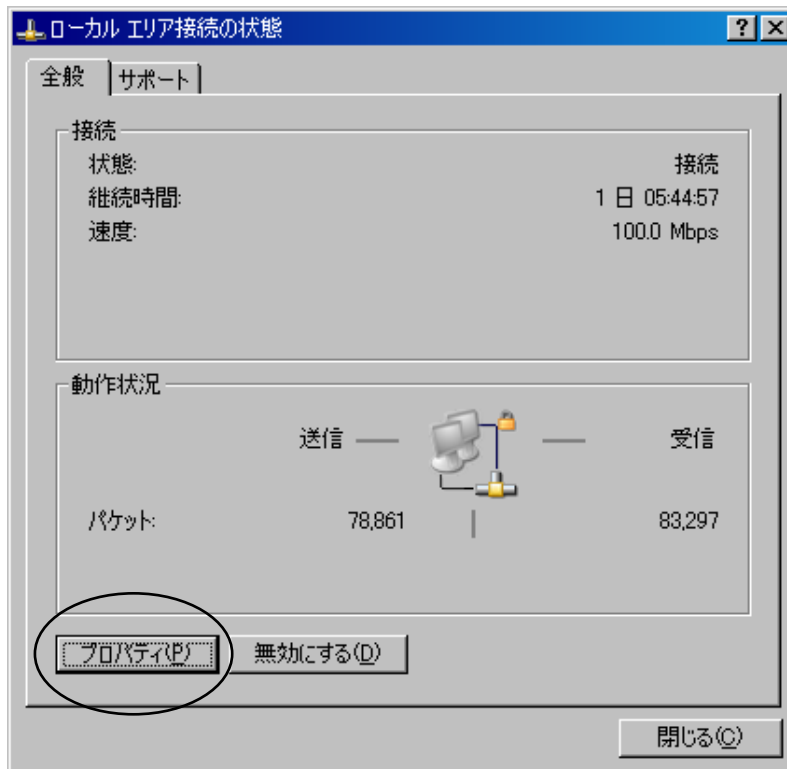 ローカル エリア接続の状態
全般 サポート
接続
状態: 接続
継続時間: 1 日 05:44:57
速度: 100.0 Mbps
動作状況
送信 受信
パケット: 78,861 83,297
プロパティ(P) 無効にする(D)
閉じる(C)